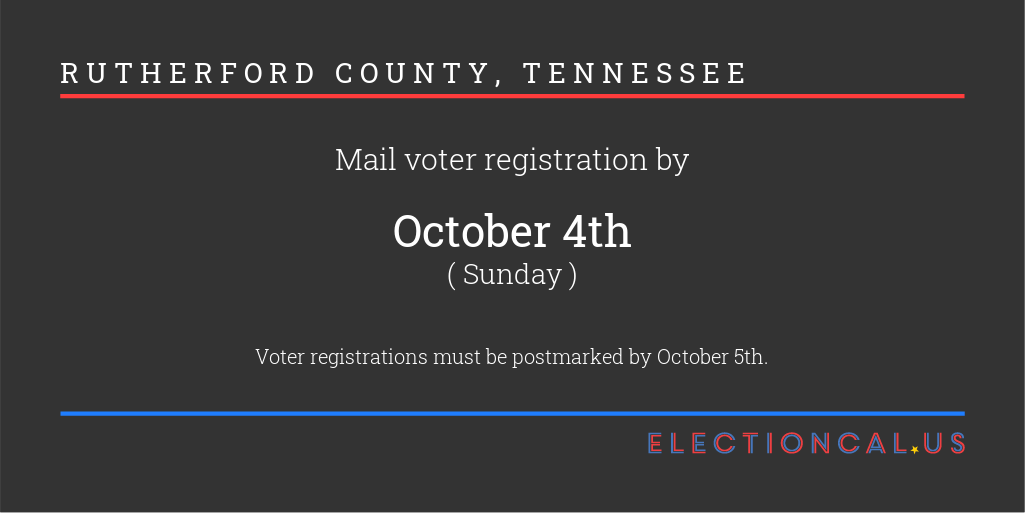 RUTHERFORD COUNTY, TENNESSEE
Mail voter registration by
October 4th
( Sunday )
Voter registrations must be postmarked by October 5th.
ELECTIONCAL.US